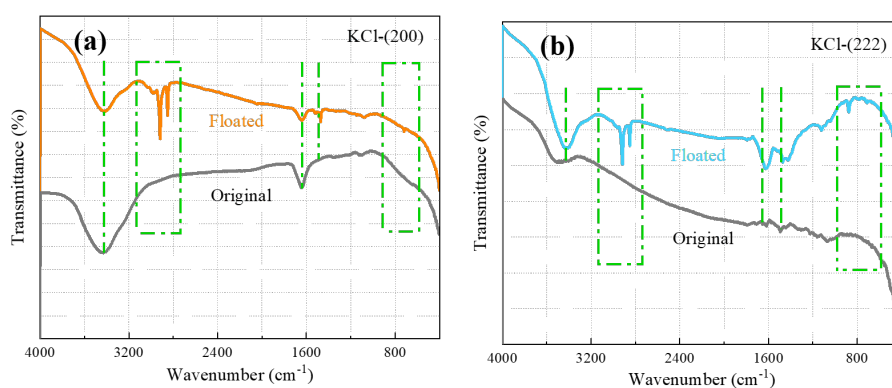 (a)
KCl-(200)
Floated
Original
Transmittance (%)
4000 3200 2400 1600 800
Wavenumber (cm⁻¹)
(b)
KCl-(222)
Floated
Original
Transmittance (%)
4000 3200 2400 1600 800
Wavenumber (cm⁻¹)